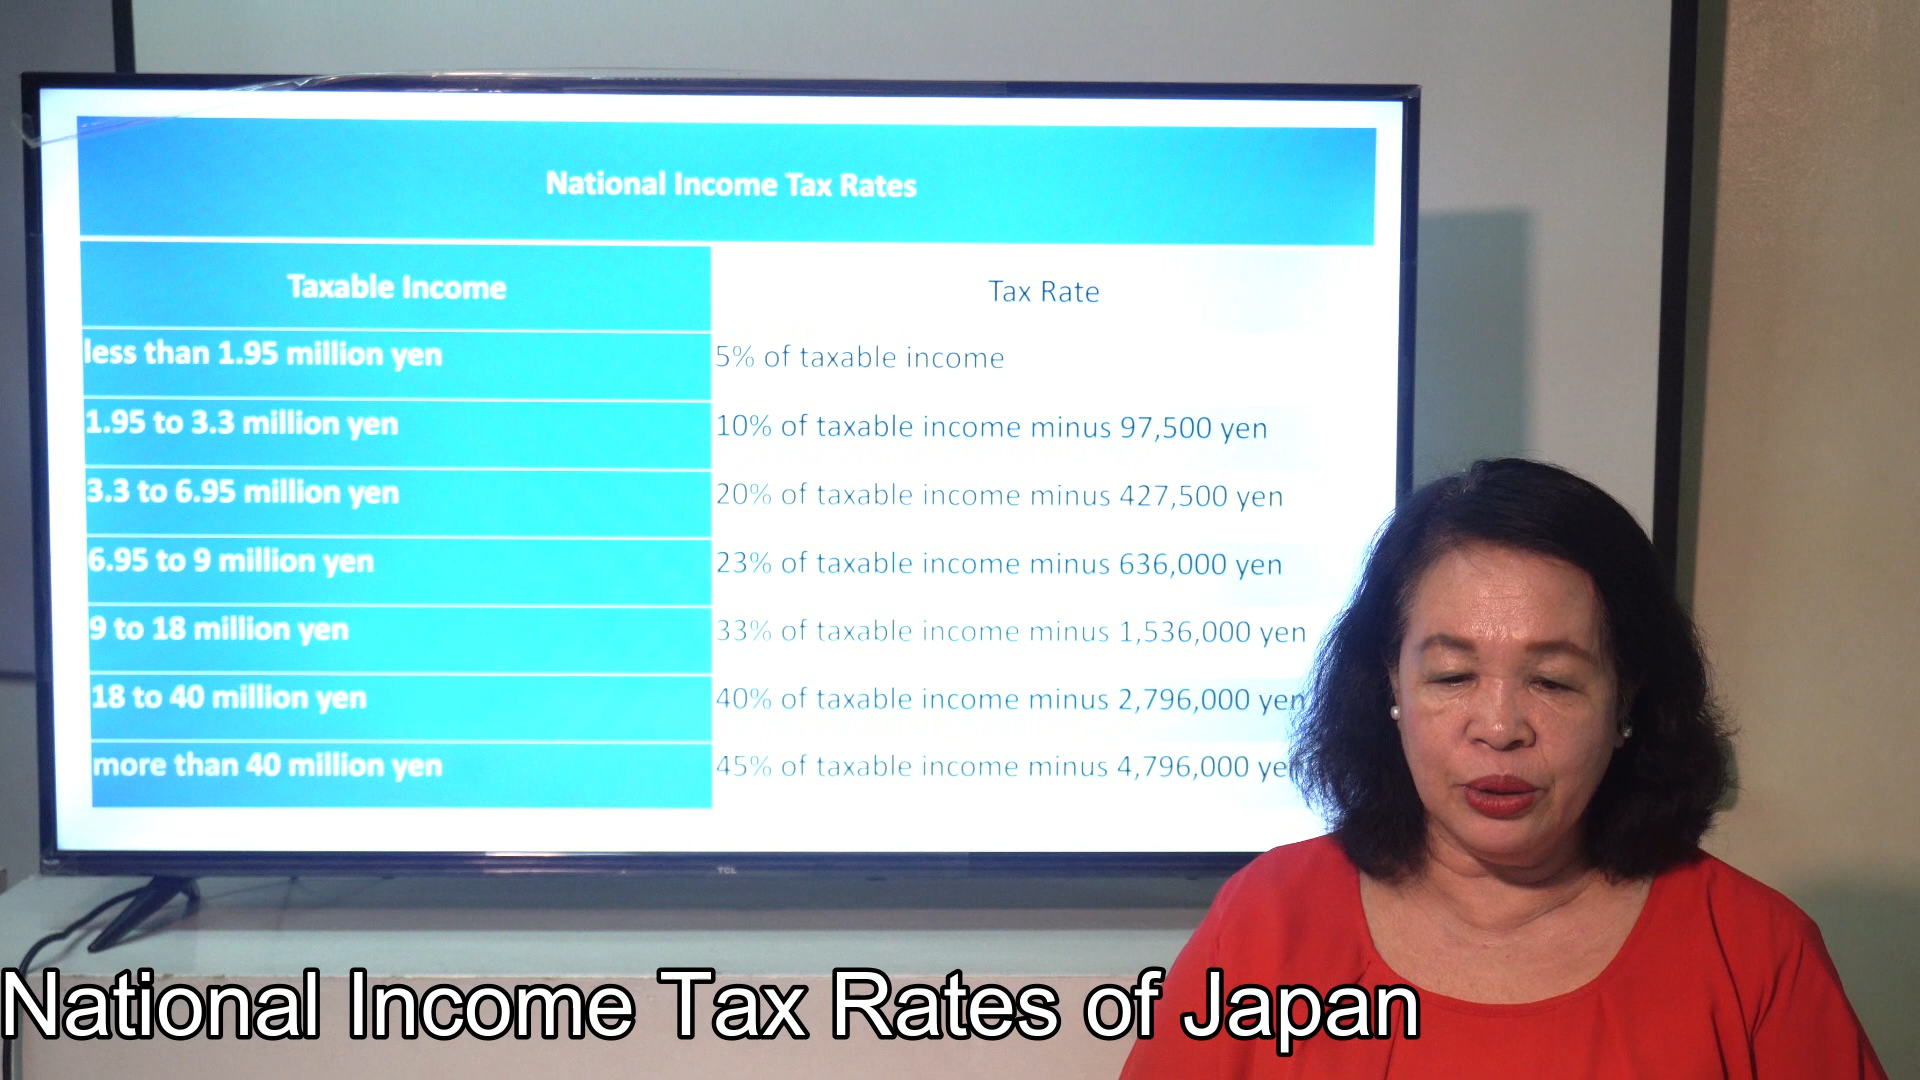 National Income Tax Rates
Taxable Income Tax Rate
less than 1.95 million yen 5% of taxable income
1.95 to 3.3 million yen 10% of taxable income minus 97,500 yen
3.3 to 6.95 million yen 20% of taxable income minus 427,500 yen
6.95 to 9 million yen 23% of taxable income minus 636,000 yen
9 to 18 million yen 33% of taxable income minus 1,536,000 yen
18 to 40 million yen 40% of taxable income minus 2,796,000 yen
more than 40 million yen 45% of taxable income minus 4,796,000 ye
TCL
National Income Tax Rates of Japan